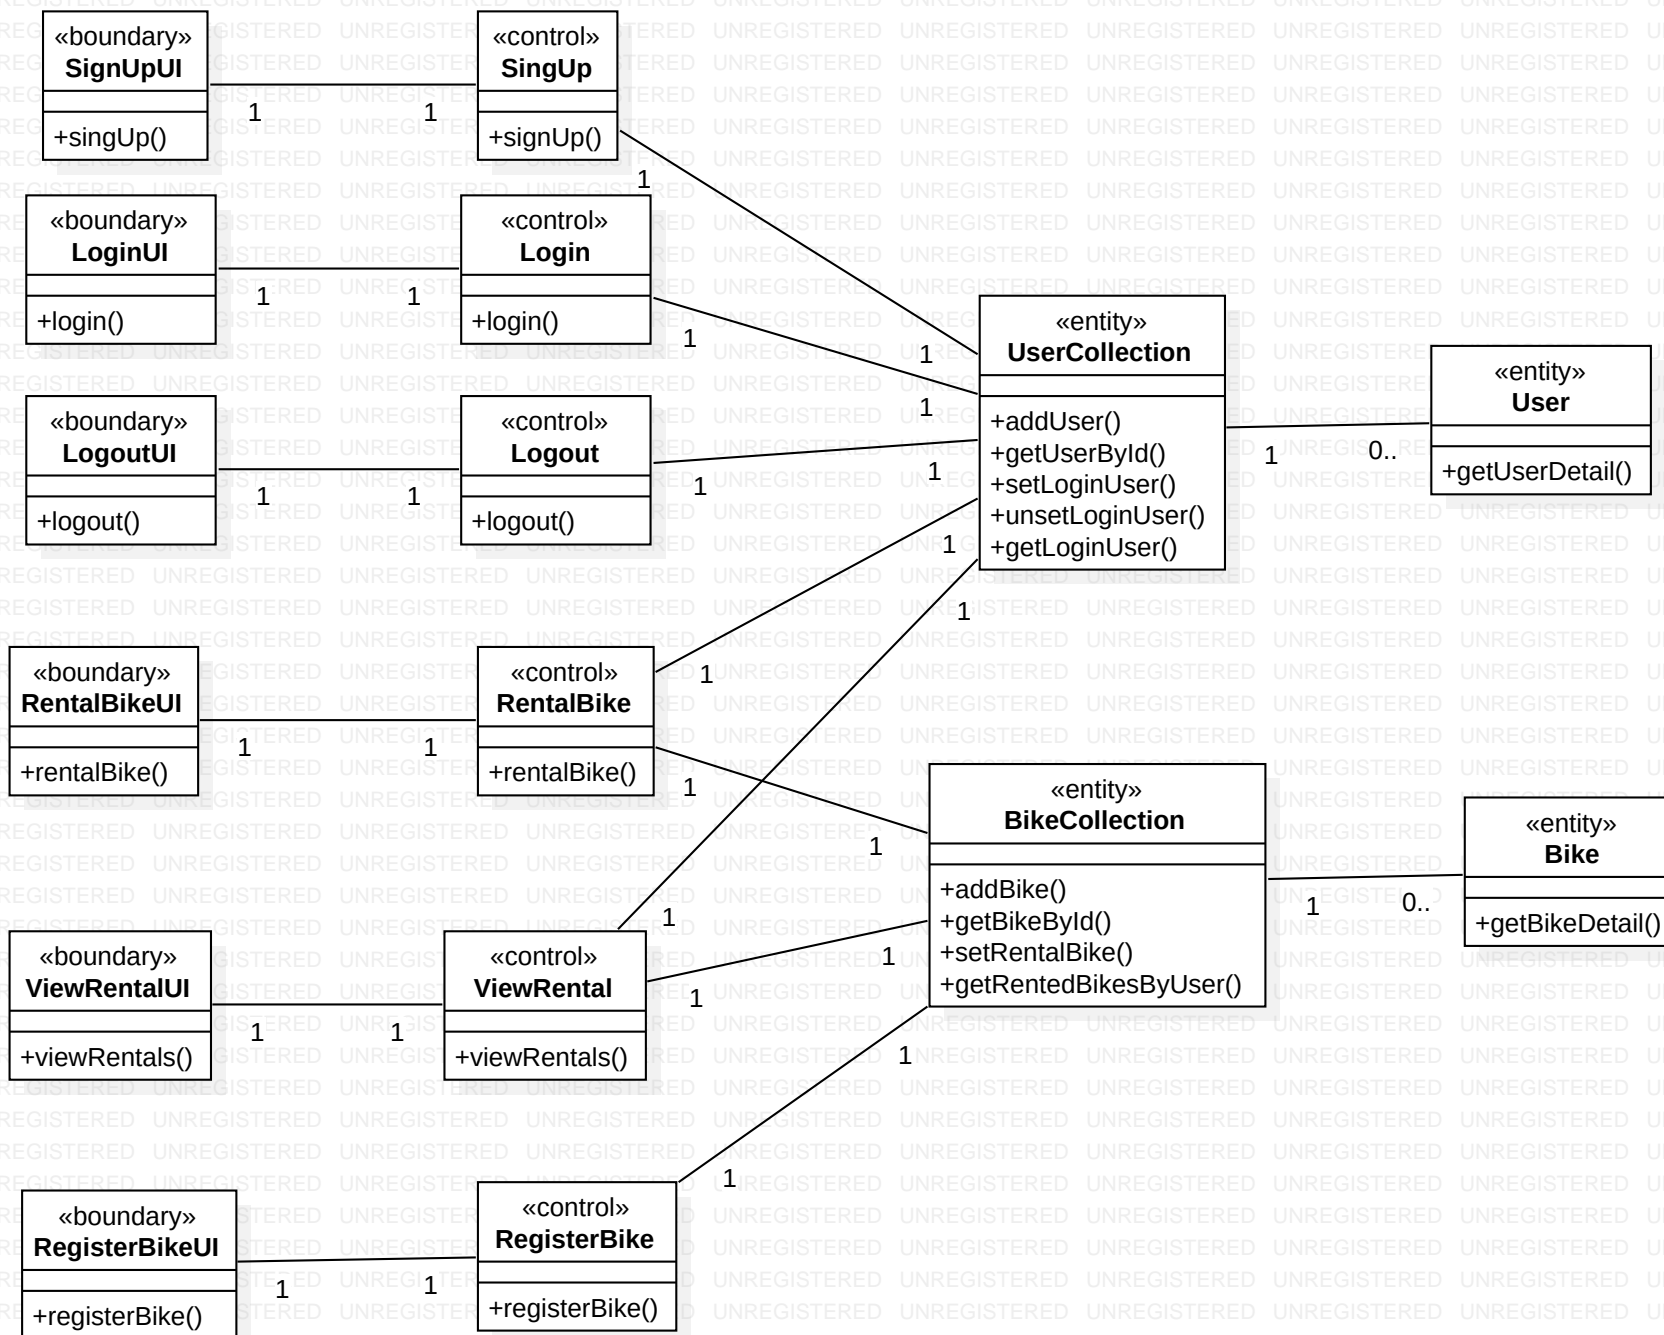 «boundary»
SignUpUI
+singUp()
1
1
«control»
SingUp
+signUp()
1
1
«boundary»
LoginUI
+login()
1
1
«control»
Login
+login()
1
1
«boundary»
LogoutUI
+logout()
1
1
«control»
Logout
+logout()
1
1
«entity»
UserCollection
+addUser()
+getUserById()
+setLoginUser()
+unsetLoginUser()
+getLoginUser()
1
0..
«entity»
User
+getUserDetail()
«boundary»
RentalBikeUI
+rentalBike()
1
1
«control»
RentalBike
+rentalBike()
1
1
1
1
«entity»
BikeCollection
+addBike()
+getBikeById()
+setRentalBike()
+getRentedBikesByUser()
1
0..
«entity»
Bike
+getBikeDetail()
«boundary»
ViewRentalUI
+viewRentals()
1
1
«control»
ViewRental
+viewRentals()
1
1
1
1
«boundary»
RegisterBikeUI
+registerBike()
1
1
«control»
RegisterBike
+registerBike()
1
1
UNREGISTERED